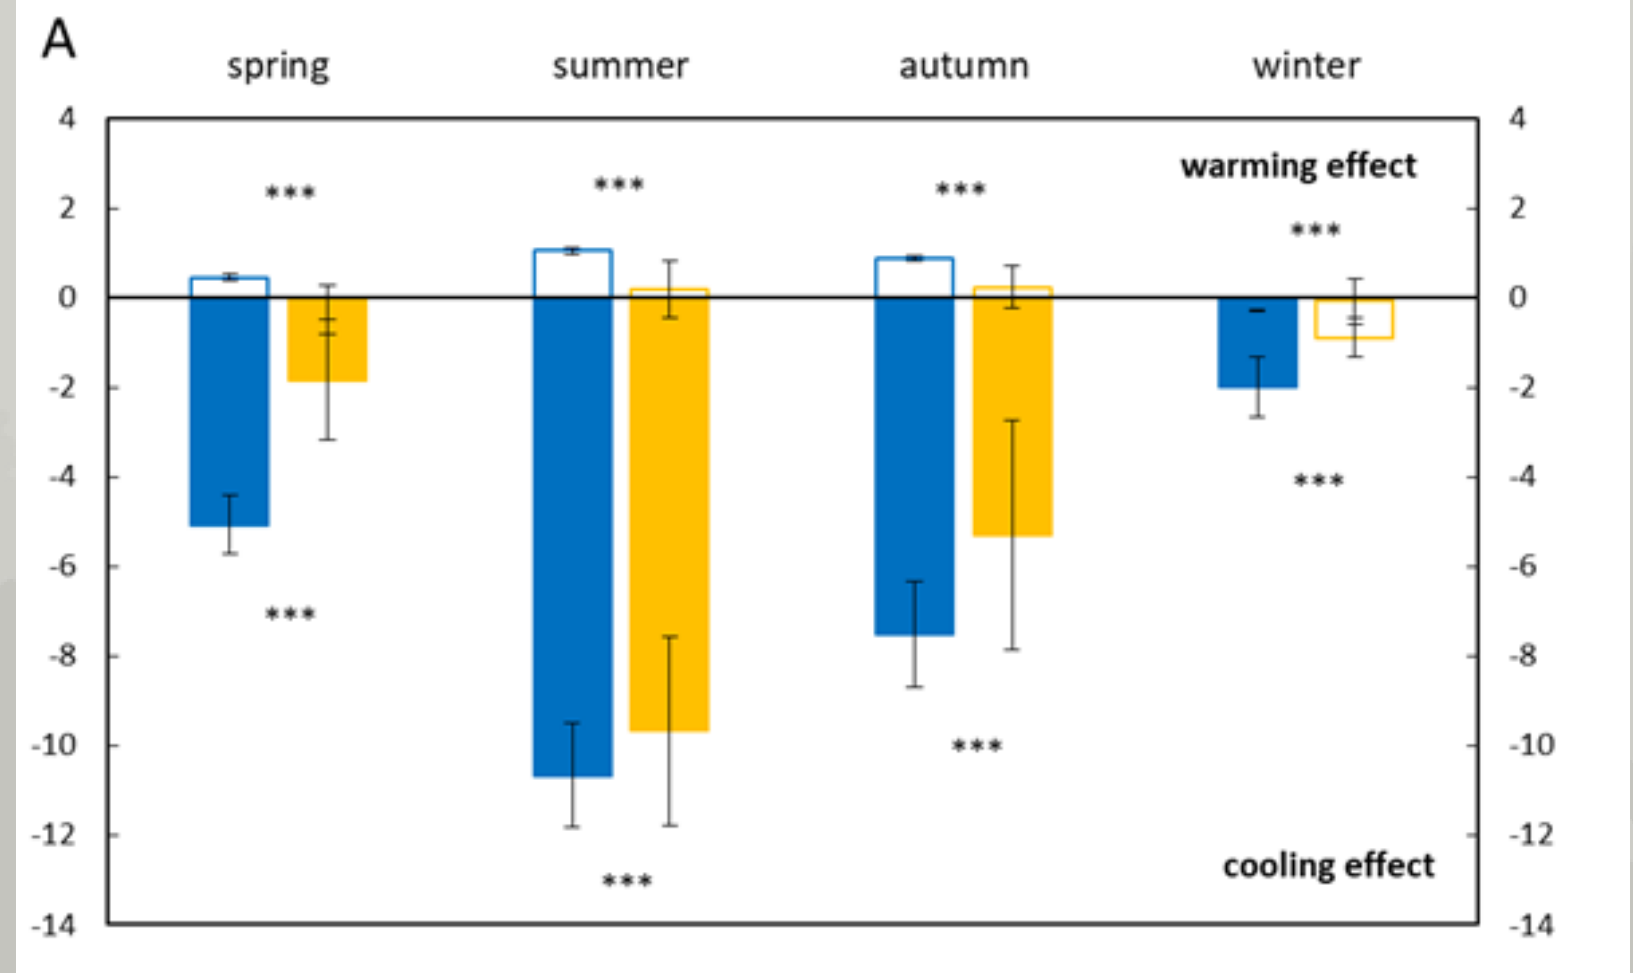 A
spring summer autumn winter
4 4
warming effect
*** *** *** ***
2 2
0 0
-2 -2
-4 *** -4
-6 -6
***
-8 -8
-10 *** -10
-12 -12
cooling effect
***
-14 -14